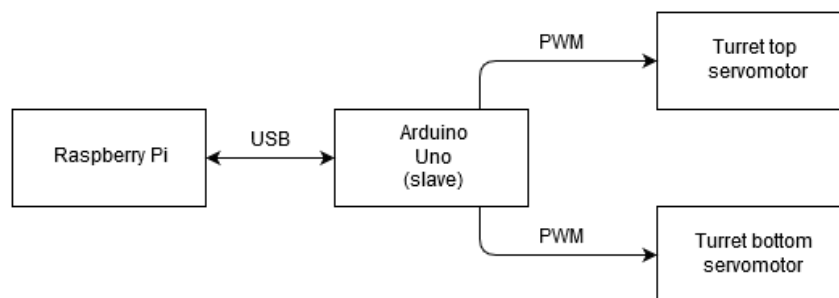 Raspberry Pi
USB
Arduino
Uno
(slave)
PWM
Turret top
servomotor
PWM
Turret bottom
servomotor